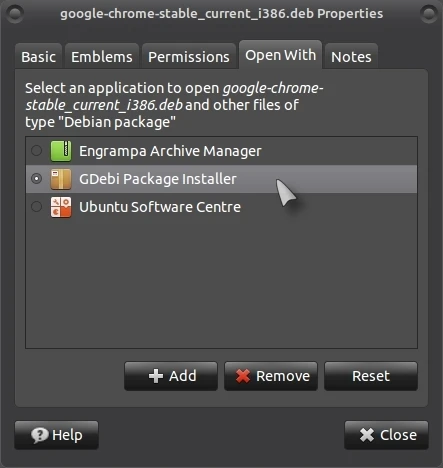 google-chrome-stable_current_i386.deb Properties
Basic Emblems Permissions Open With Notes
Select an application to open google-chrome-
stable_current_i386.deb and other files of
type "Debian package"
Engrampa Archive Manager
GDebi Package Installer
Ubuntu Software Centre
Add Remove Reset
Help Close